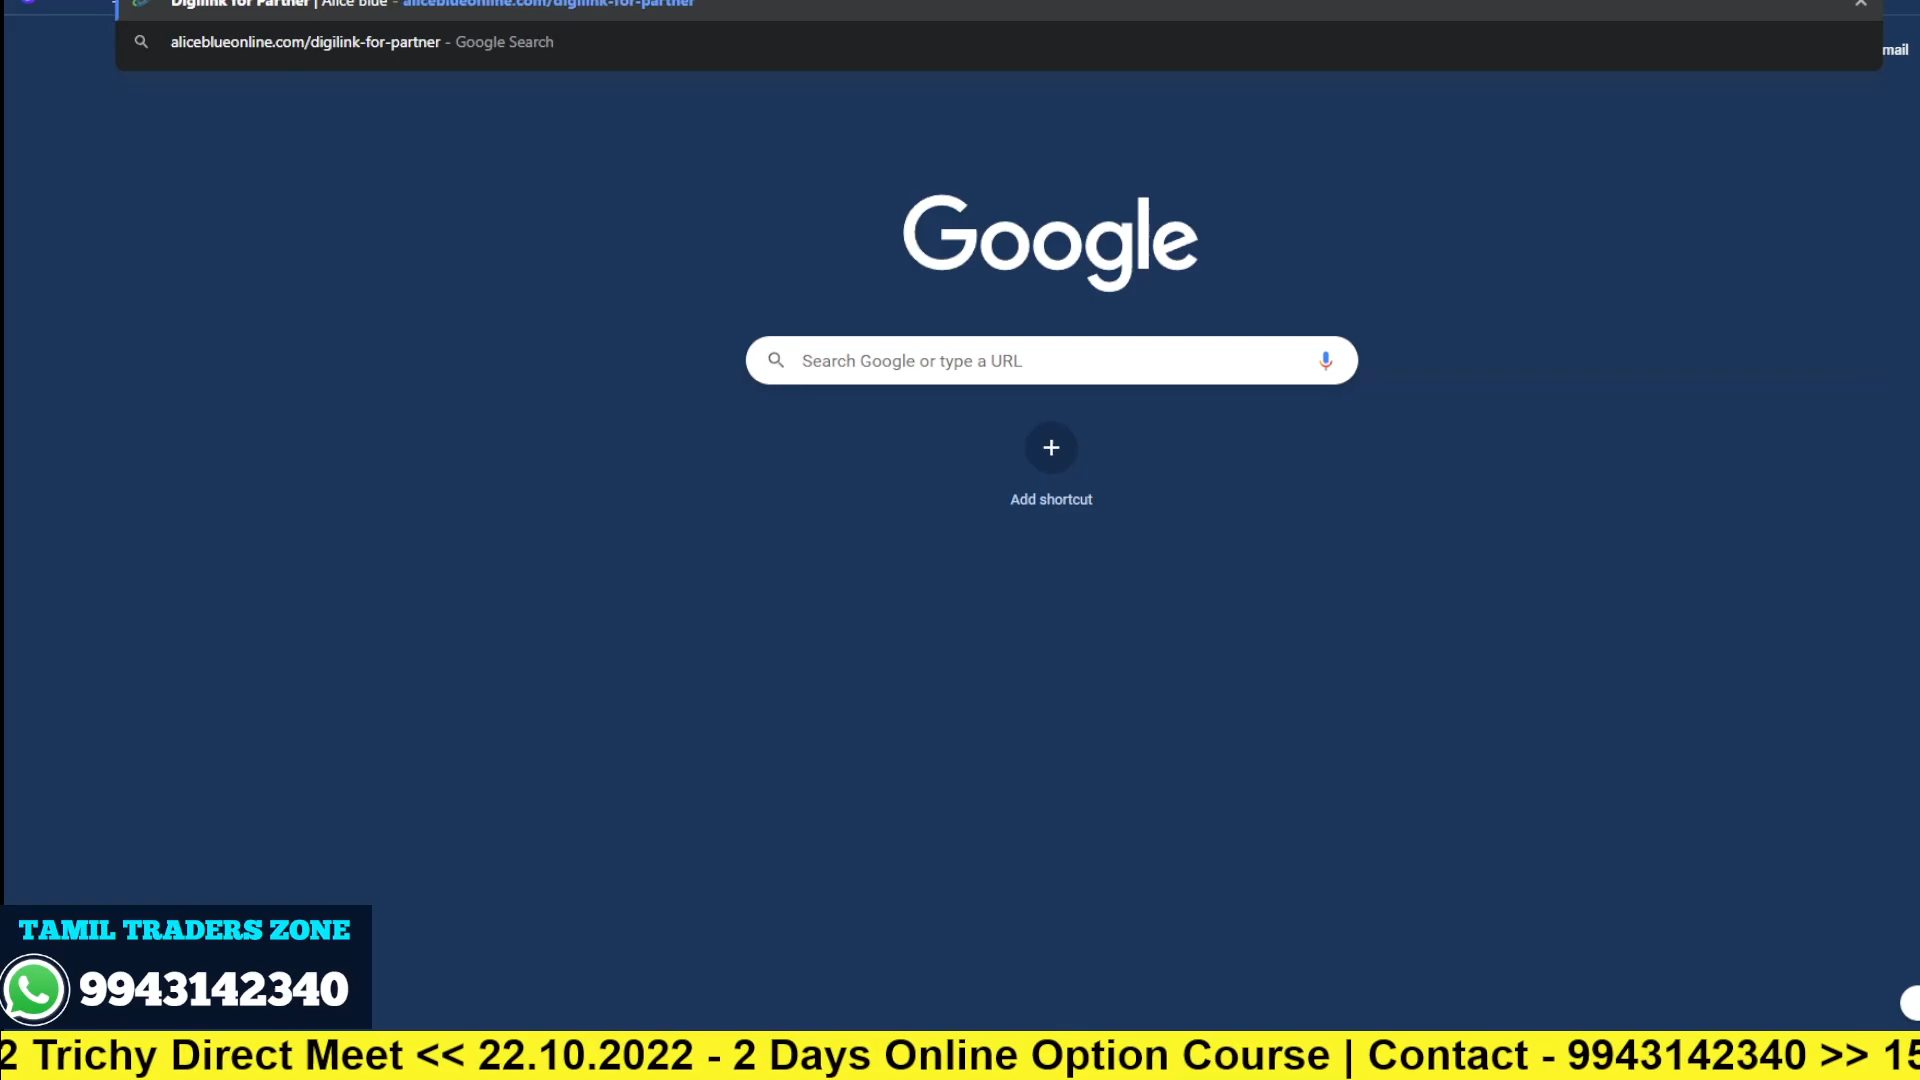 Digilink for Partner | Alice Blue - aliceblueonline.com/digilink-for-partner
aliceblueonline.com/digilink-for-partner - Google Search
mail
Google
Search Google or type a URL
Add shortcut
TAMIL TRADERS ZONE
9943142340
2 Trichy Direct Meet << 22.10.2022 - 2 Days Online Option Course | Contact - 9943142340 >> 15